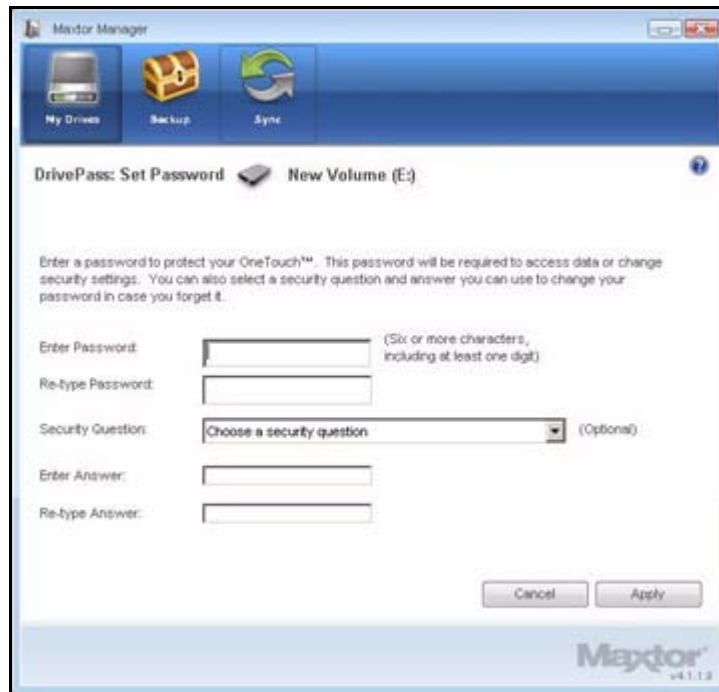 Maxtor Manager
My Drives
Backup
Sync
DrivePass: Set Password
New Volume (E:)
Enter a password to protect your OneTouch™. This password will be required to access data or change
security settings. You can also select a security question and answer you can use to change your
password in case you forget it.
Enter Password:
(Six or more characters,
including at least one digit)
Re-type Password:
Security Question:
Choose a security question
(Optional)
Enter Answer:
Re-type Answer:
Cancel
Apply
Maxtor